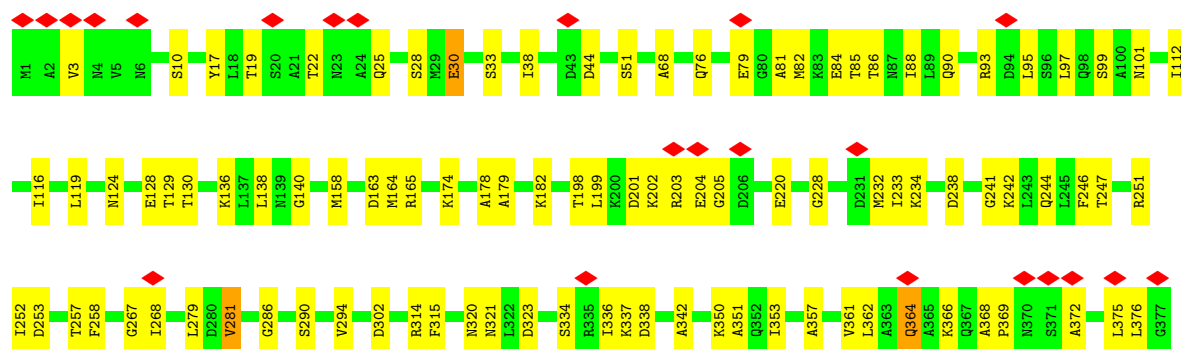 M1 A2 V3 N4 V5 N6 S10 Y17 L18 T19 S20 A21 T22 N23 A24 Q25 S28 M29 E30 S33 I38 D43 D44 S51 A68 Q76 E79 G80 A81 M82 K83 E84 T85 T86 N87 I88 L89 Q90 R93 D94 L95 S96 L97 Q98 S99 A100 N101 I112
I116 L119 N124 E128 T129 T130 K136 L137 L138 N139 G140 M158 D163 M164 R165 K174 A178 A179 K182 T198 L199 K200 D201 K202 R203 E204 G205 D206 E220 G228 D231 M232 I233 K234 D238 G241 K242 L243 Q244 L245 F246 T247 R251
I252 D253 T257 F258 G267 I268 L279 D280 V281 G286 S290 V294 D302 R314 F315 N320 N321 L322 D323 S334 R335 I336 K337 D338 A342 K350 A351 Q352 I353 A357 V361 L362 A363 Q364 A365 K366 Q367 A368 P369 N370 S371 A372 L375 L376 G377